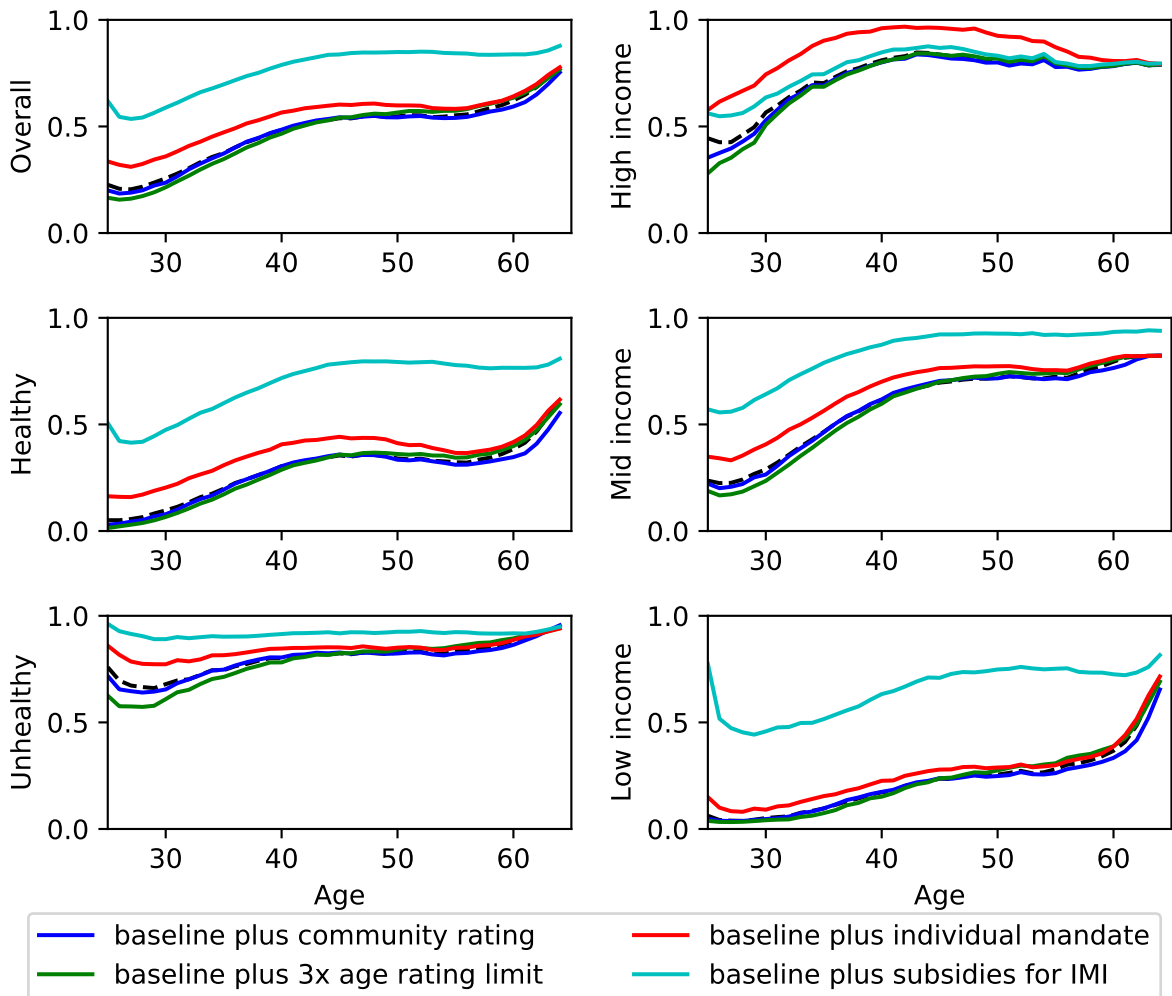 Overall
1.0
0.5
0.0
30 40 50 60
High income
1.0
0.5
0.0
30 40 50 60
Healthy
1.0
0.5
0.0
30 40 50 60
Mid income
1.0
0.5
0.0
30 40 50 60
Unhealthy
1.0
0.5
0.0
30 40 50 60
Age
Low income
1.0
0.5
0.0
30 40 50 60
Age
baseline plus community rating
baseline plus 3x age rating limit
baseline plus individual mandate
baseline plus subsidies for IMI